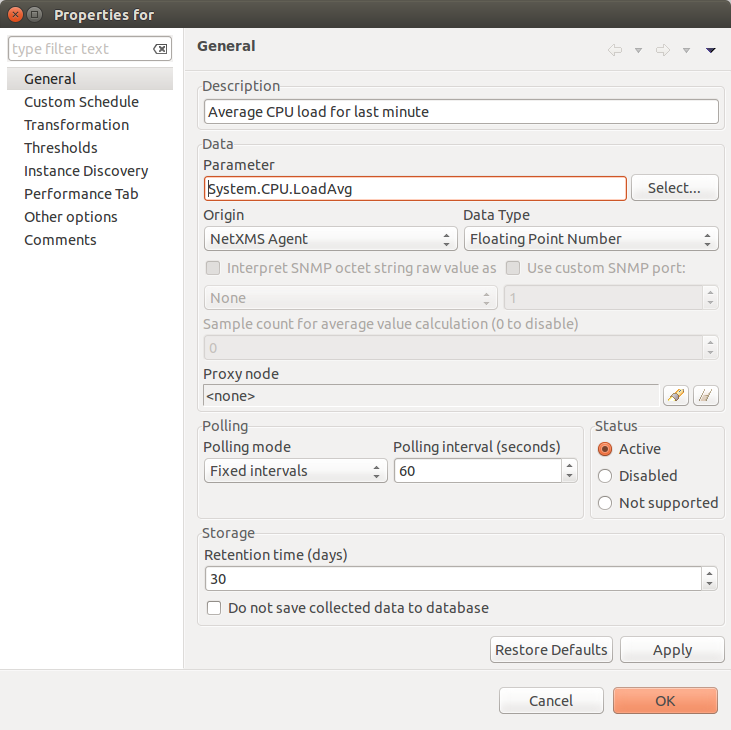 Properties for
type filter text
General
Custom Schedule
Transformation
Thresholds
Instance Discovery
Performance Tab
Other options
Comments
General
Description
Average CPU load for last minute
Data
Parameter
System.CPU.LoadAvg
Select...
Origin
Data Type
NetXMS Agent
Floating Point Number
Interpret SNMP octet string raw value as
Use custom SNMP port:
None
1
Sample count for average value calculation (0 to disable)
0
Proxy node
<none>
Polling
Status
Polling mode
Polling interval (seconds)
Active
Fixed intervals
60
Disabled
Not supported
Storage
Retention time (days)
30
Do not save collected data to database
Restore Defaults
Apply
Cancel
OK